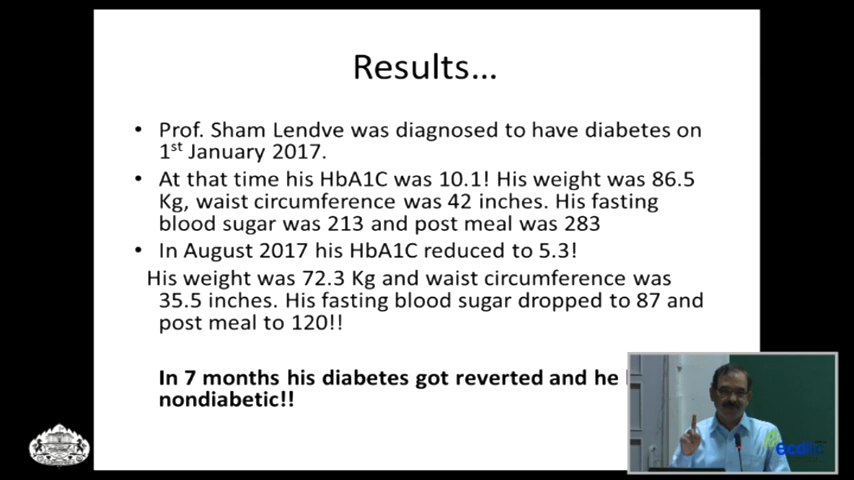 Results...
• Prof. Sham Lendve was diagnosed to have diabetes on
1st January 2017.
• At that time his HbA1C was 10.1! His weight was 86.5
Kg, waist circumference was 42 inches. His fasting
blood sugar was 213 and post meal was 283
• In August 2017 his HbA1C reduced to 5.3!
His weight was 72.3 Kg and waist circumference was
35.5 inches. His fasting blood sugar dropped to 87 and
post meal to 120!!
In 7 months his diabetes got reverted and he
nondiabetic!!